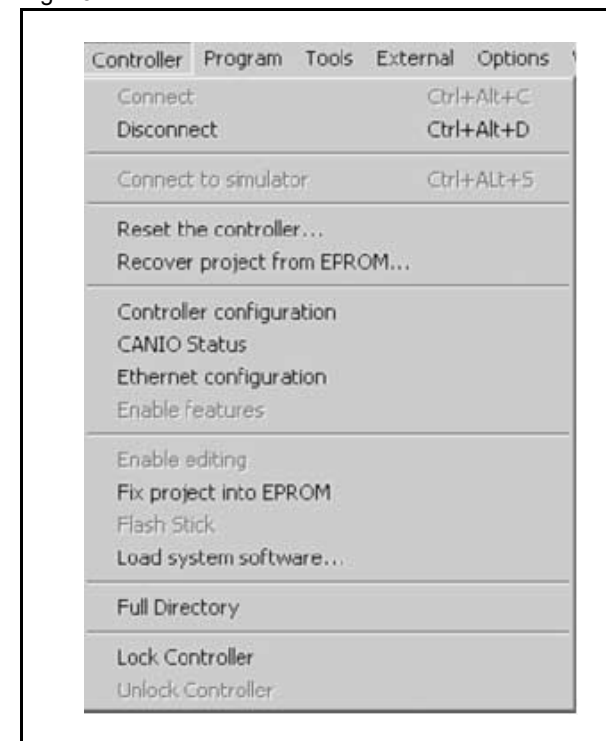 Controller Program Tools External Options
Connect Ctrl+Alt+C
Disconnect Ctrl+Alt+D
Connect to simulator Ctrl+ALt+S
Reset the controller...
Recover project from EPROM...
Controller configuration
CANIO Status
Ethernet configuration
Enable features
Enable editing
Fix project into EPROM
Flash Stick
Load system software...
Full Directory
Lock Controller
Unlock Controller